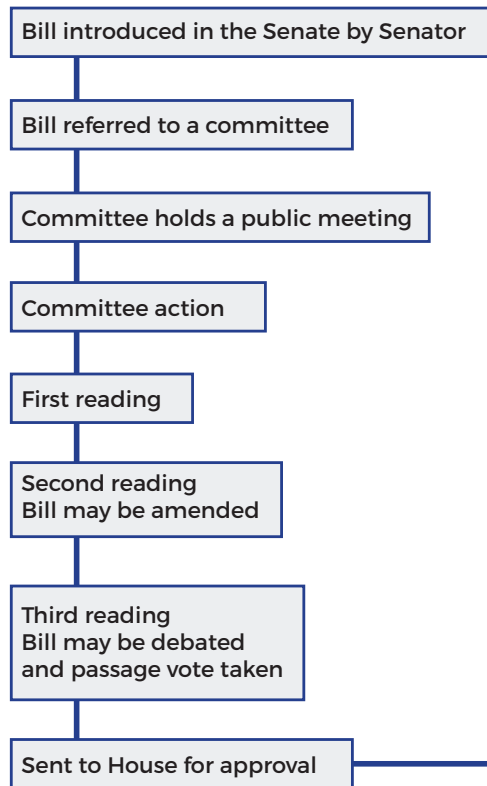 Bill introduced in the Senate by Senator
Bill referred to a committee
Committee holds a public meeting
Committee action
First reading
Second reading
Bill may be amended
Third reading
Bill may be debated
and passage vote taken
Sent to House for approval